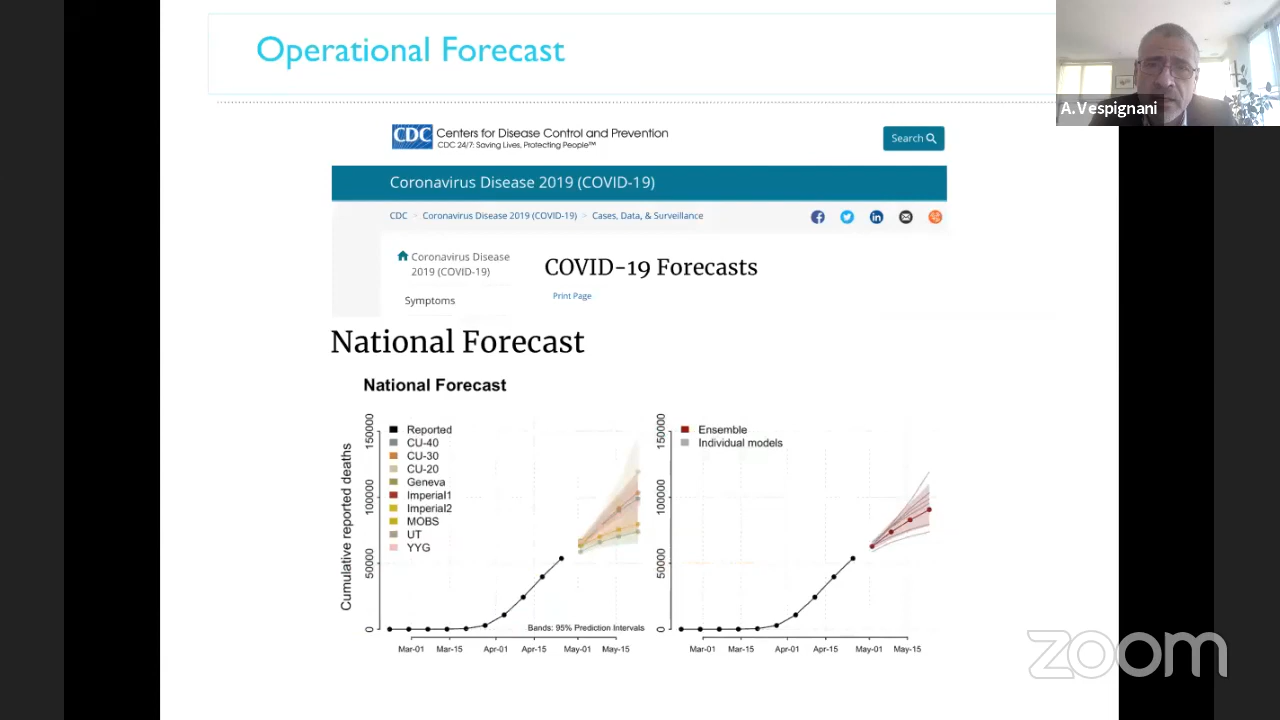 Operational Forecast
A.Vespignani
CDC Centers for Disease Control and Prevention
CDC 24/7: Saving Lives, Protecting People™
Search
Coronavirus Disease 2019 (COVID-19)
CDC > Coronavirus Disease 2019 (COVID-19) > Cases, Data, & Surveillance
Coronavirus Disease
2019 (COVID-19)
Symptoms
COVID-19 Forecasts
Print Page
National Forecast
National Forecast
Cumulative reported deaths
150000
100000
50000
0
Reported
CU-40
CU-30
CU-20
Geneva
Imperial1
Imperial2
MOBS
UT
YYG
Bands: 95% Prediction Intervals
Mar-01 Mar-15 Apr-01 Apr-15 May-01 May-15
150000
100000
50000
0
Ensemble
Individual models
Mar-01 Mar-15 Apr-01 Apr-15 May-01 May-15
zoom